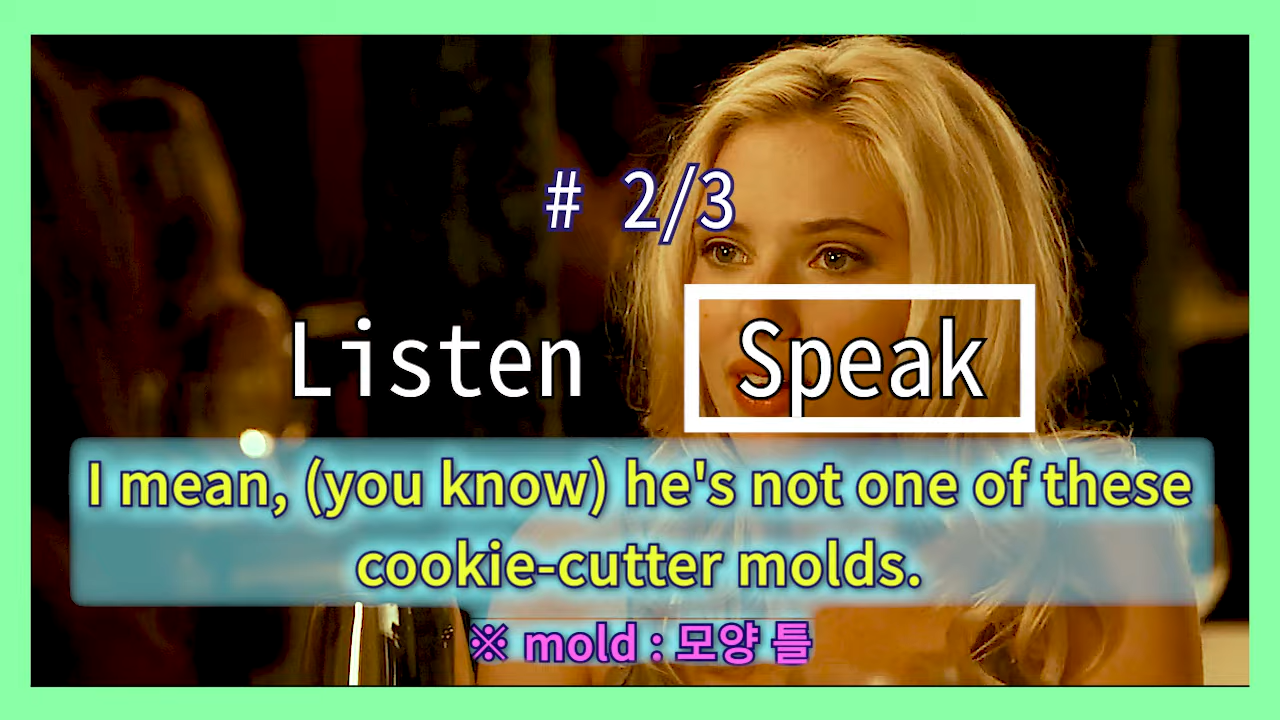 # 2/3
Listen Speak
I mean, (you know) he's not one of these
cookie-cutter molds.
※ mold : 모양 틀